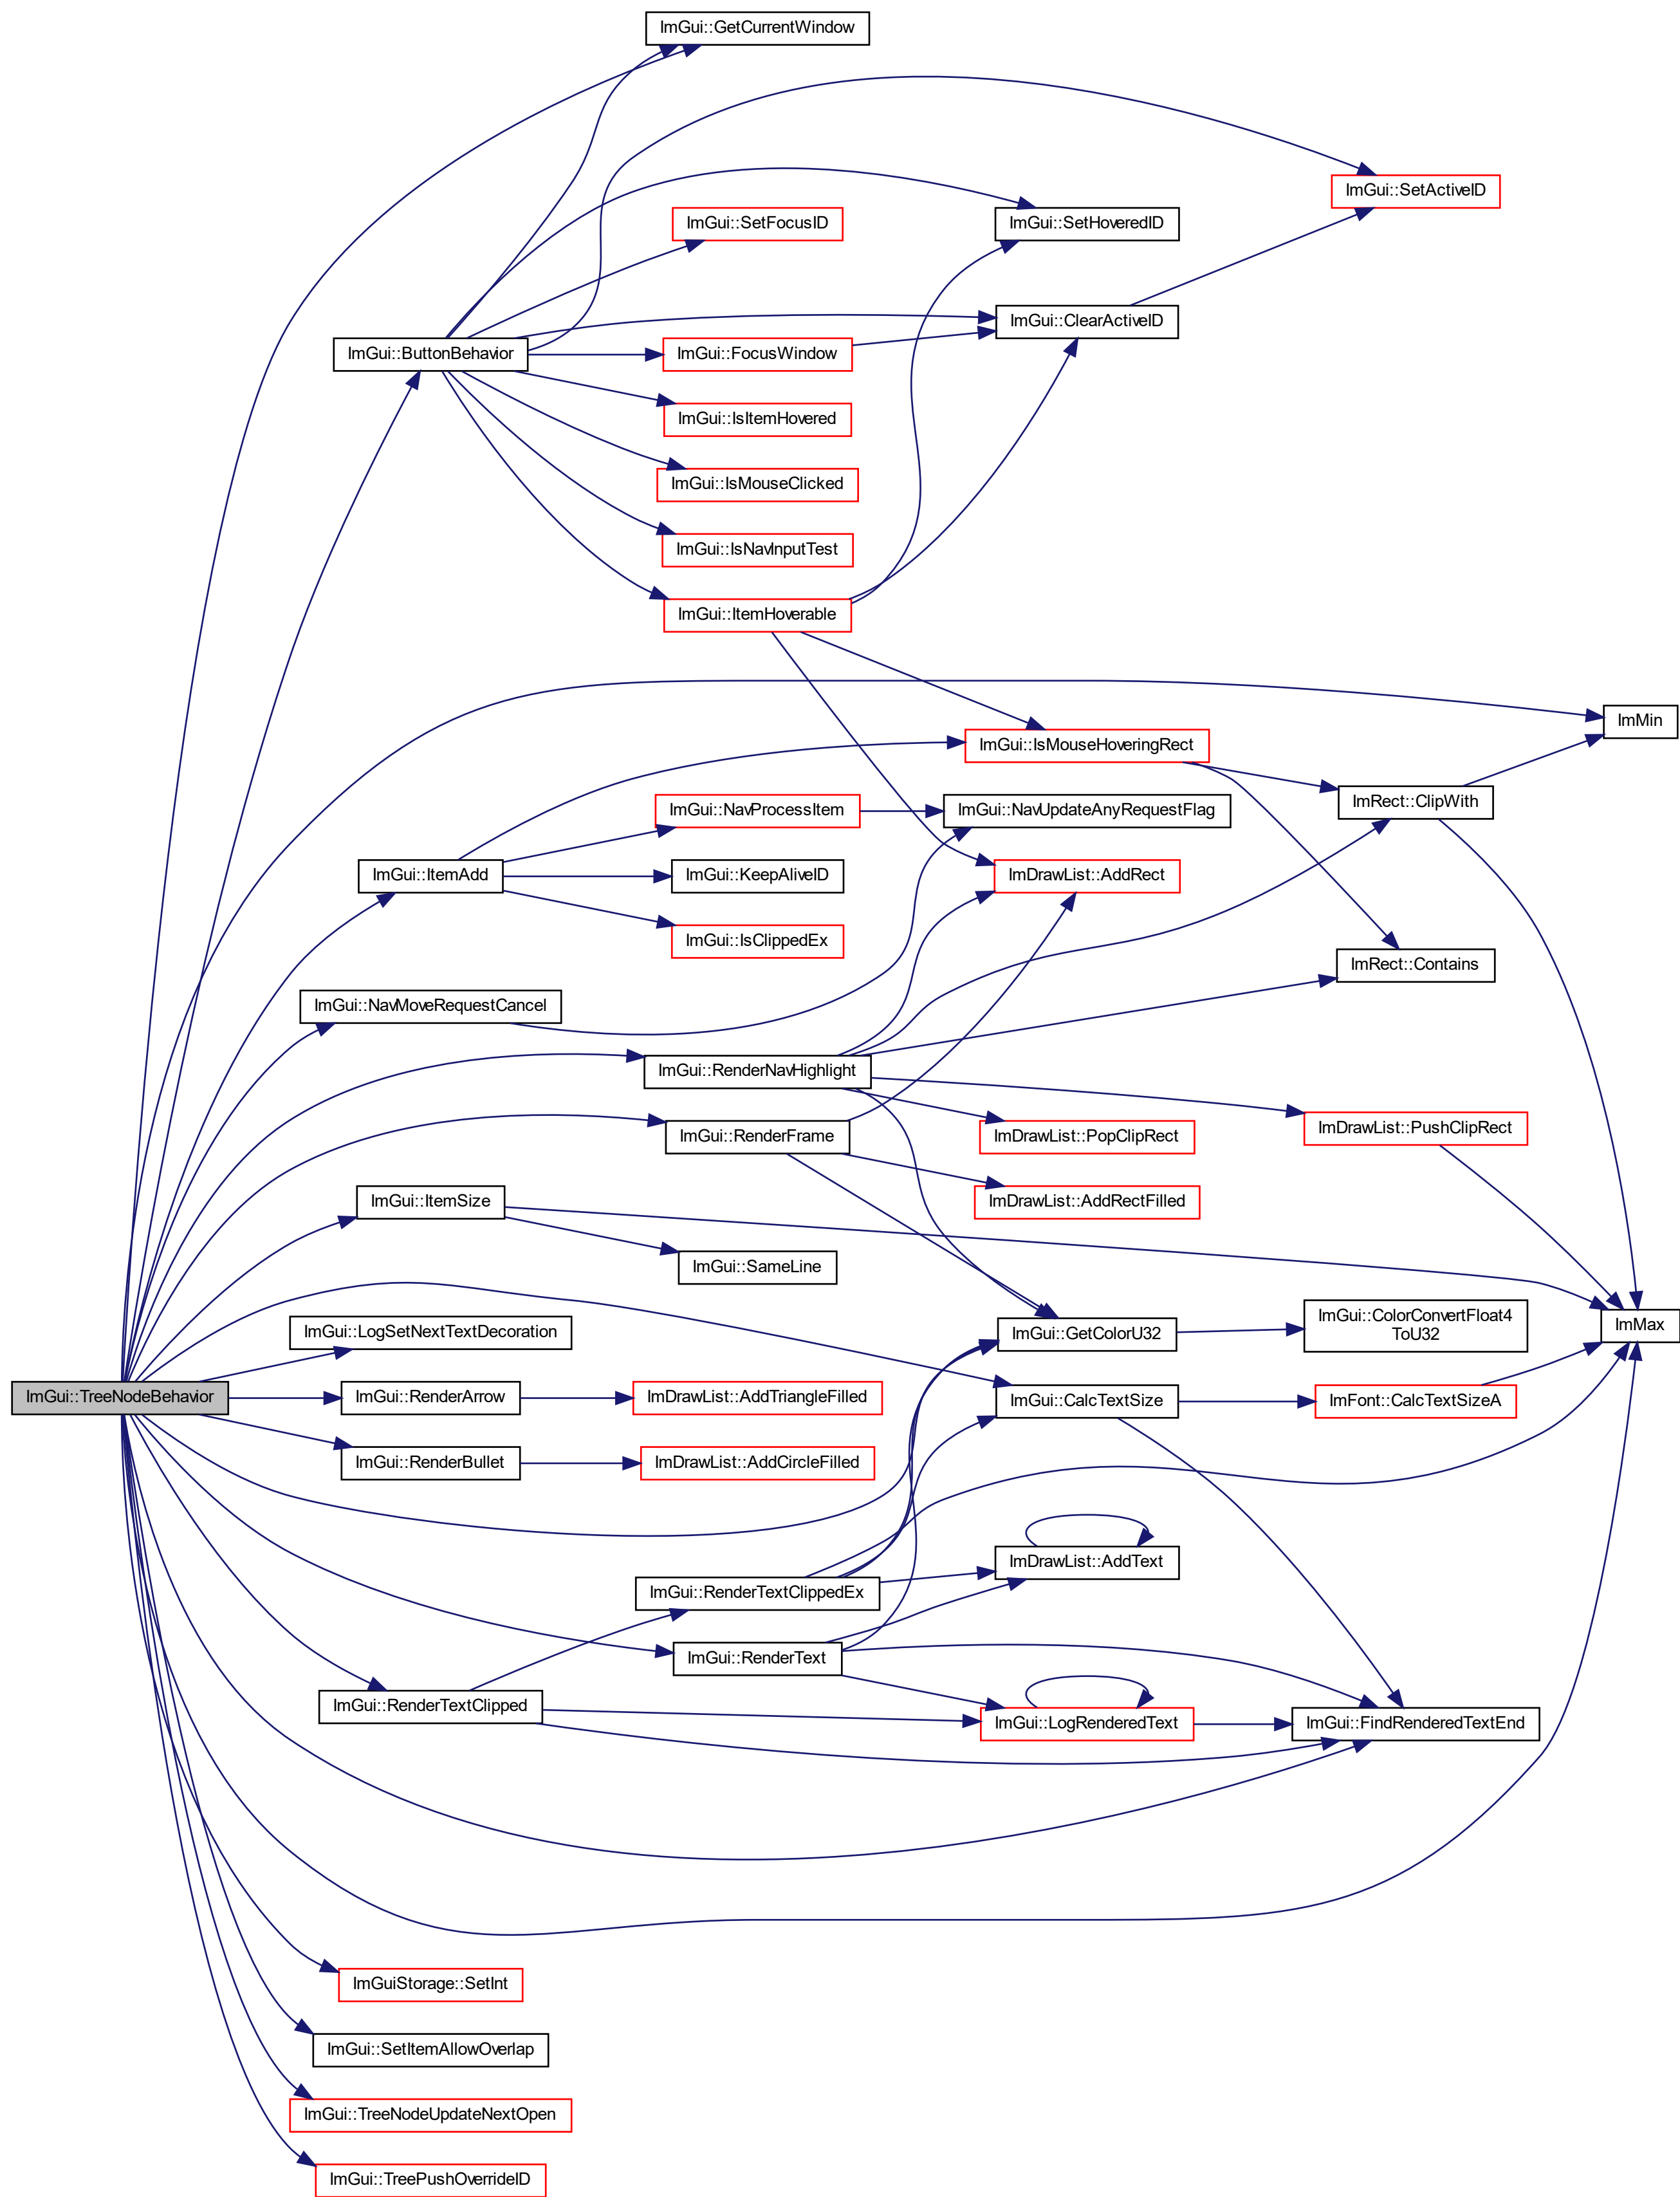 ImGui::GetCurrentWindow
ImGui::SetActiveID
ImGui::SetFocusID
ImGui::SetHoveredID
ImGui::ClearActiveID
ImGui::ButtonBehavior
ImGui::FocusWindow
ImGui::IsItemHovered
ImGui::IsMouseClicked
ImGui::IsNavInputTest
ImGui::ItemHoverable
ImMin
ImGui::IsMouseHoveringRect
ImRect::ClipWith
ImGui::NavProcessItem
ImGui::NavUpdateAnyRequestFlag
ImGui::ItemAdd
ImGui::KeepAliveID
ImDrawList::AddRect
ImGui::IsClippedEx
ImRect::Contains
ImGui::NavMoveRequestCancel
ImGui::RenderNavHighlight
ImGui::RenderFrame
ImDrawList::PopClipRect
ImDrawList::PushClipRect
ImGui::ItemSize
ImDrawList::AddRectFilled
ImGui::SameLine
ImGui::LogSetNextTextDecoration
ImGui::GetColorU32
ImGui::ColorConvertFloat4
ToU32
ImMax
ImGui::TreeNodeBehavior
ImGui::RenderArrow
ImDrawList::AddTriangleFilled
ImGui::CalcTextSize
ImFont::CalcTextSizeA
ImGui::RenderBullet
ImDrawList::AddCircleFilled
ImDrawList::AddText
ImGui::RenderTextClippedEx
ImGui::RenderText
ImGui::RenderTextClipped
ImGui::LogRenderedText
ImGui::FindRenderedTextEnd
ImGuiStorage::SetInt
ImGui::SetItemAllowOverlap
ImGui::TreeNodeUpdateNextOpen
ImGui::TreePushOverrideID